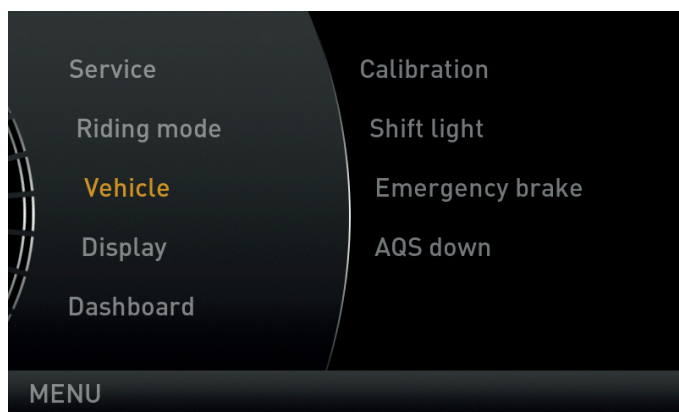 Service
Riding mode
Vehicle
Display
Dashboard
Calibration
Shift light
Emergency brake
AQS down
MENU